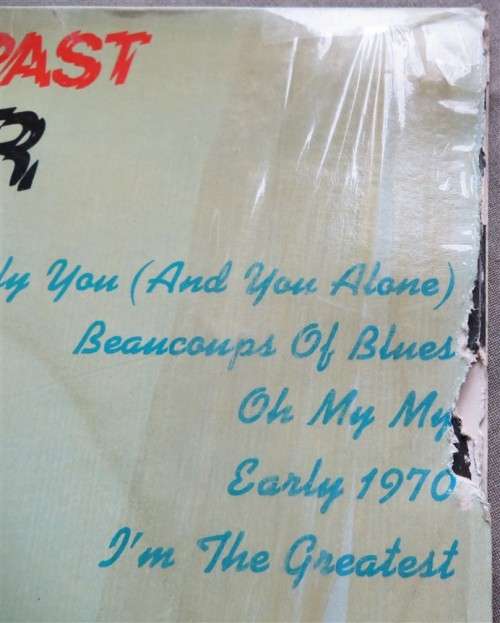 PAST
R
ly You (And You Alone)
Beaucoups Of Blues
Oh My My
Early 1970
I'm The Greatest